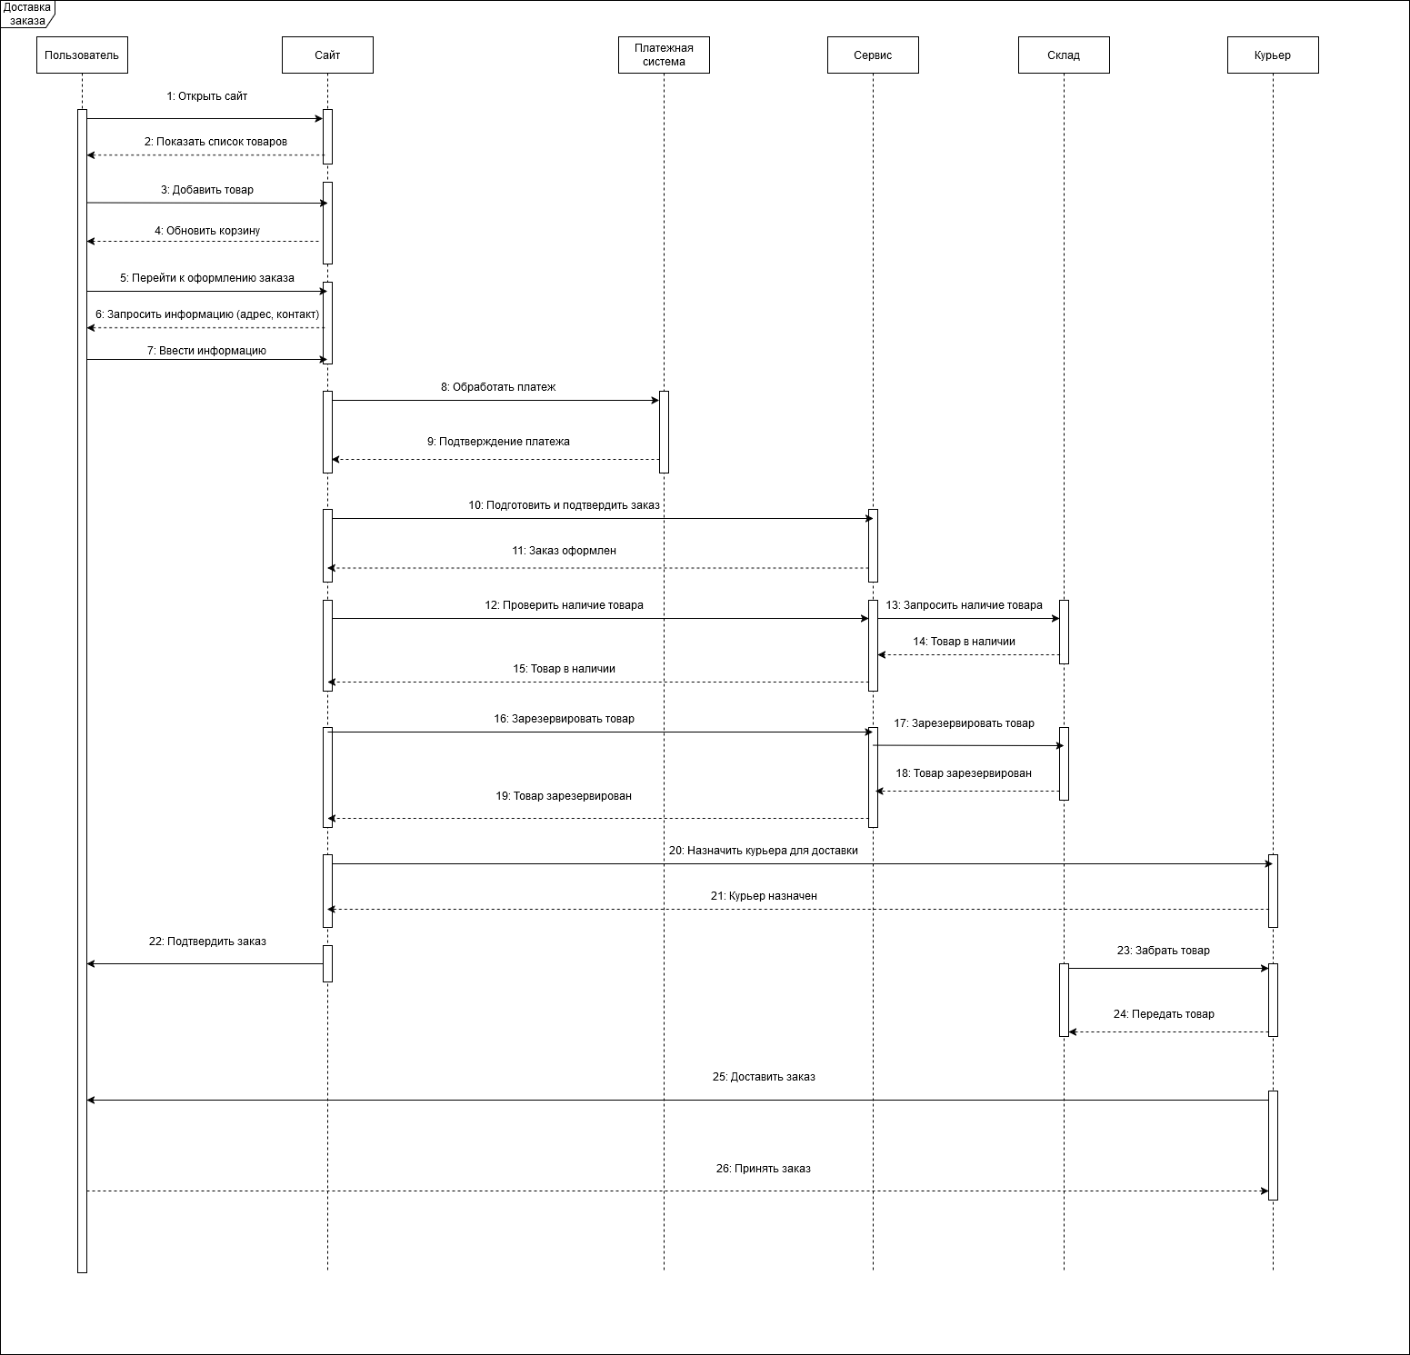 Доставка
заказа
Пользователь
Сайт
Платежная
система
Сервис
Склад
Курьер
1: Открыть сайт
2: Показать список товаров
3: Добавить товар
4: Обновить корзину
5: Перейти к оформлению заказа
6: Запросить информацию (адрес, контакт)
7: Ввести информацию
8: Обработать платеж
9: Подтверждение платежа
10: Подготовить и подтвердить заказ
11: Заказ оформлен
12: Проверить наличие товара
13: Запросить наличие товара
14: Товар в наличии
15: Товар в наличии
16: Зарезервировать товар
17: Зарезервировать товар
18: Товар зарезервирован
19: Товар зарезервирован
20: Назначить курьера для доставки
21: Курьер назначен
22: Подтвердить заказ
23: Забрать товар
24: Передать товар
25: Доставить заказ
26: Принять заказ